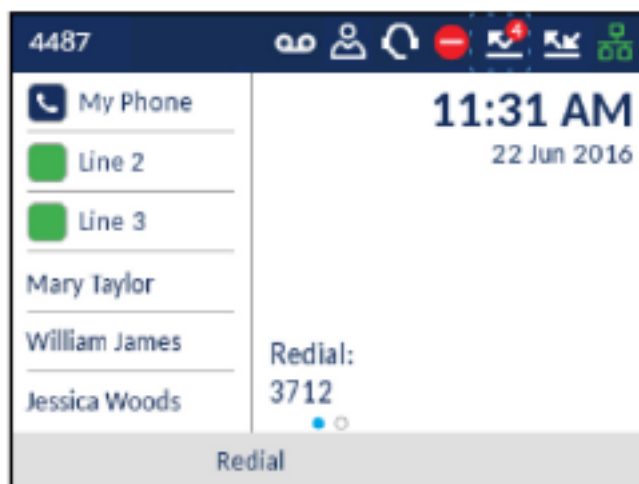 4487
4
My Phone
11:31 AM
Line 2
22 Jun 2016
Line 3
Mary Taylor
William James
Redial:
Jessica Woods
3712
Redial